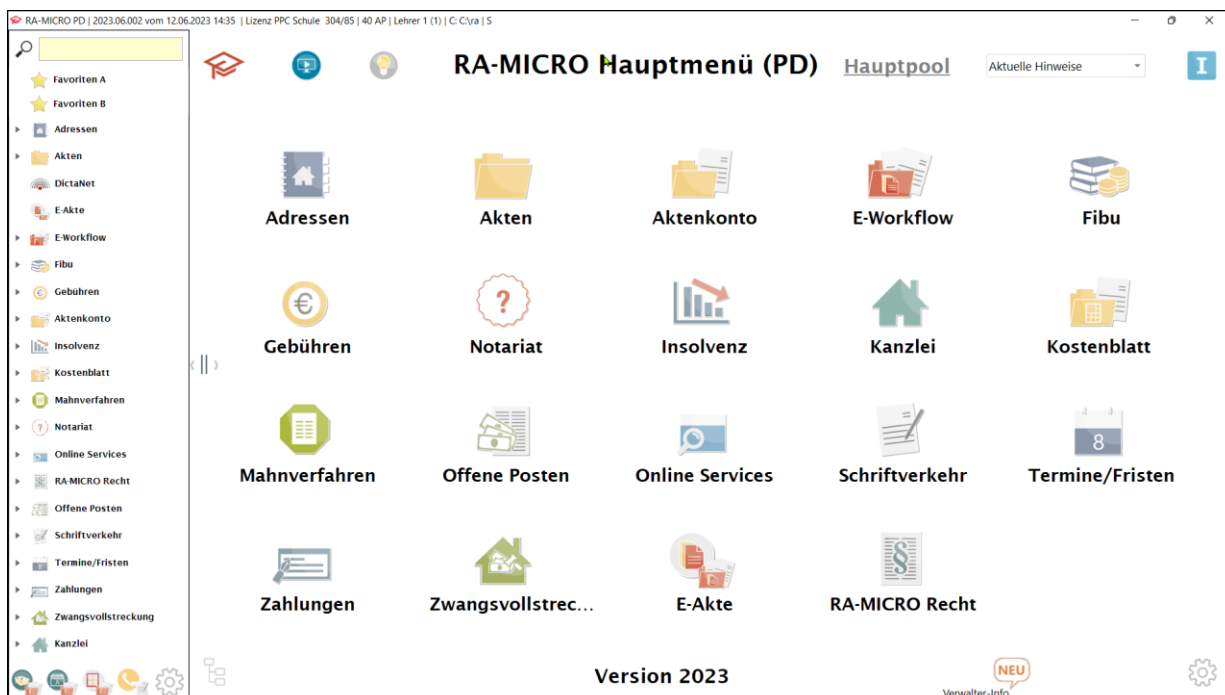 RA-MICRO PD | 2023.06.002 vom 12.06.2023 14:35 | Lizenz PPC Schule 304/85 | 40 AP | Lehrer 1 (1) | C: C:\ra | S
Favoriten A
Favoriten B
Adressen
Akten
DictaNet
E-Akte
E-Workflow
Fibu
Gebühren
Aktenkonto
Insolvenz
Kostenblatt
Mahnverfahren
Notariat
Online Services
RA-MICRO Recht
Offene Posten
Schriftverkehr
Termine/Fristen
Zahlungen
Zwangsvollstreckung
Kanzlei
RA-MICRO Hauptmenü (PD) Hauptpool Aktuelle Hinweise I
Adressen Akten Aktenkonto E-Workflow Fibu
€ ?
Gebühren Notariat Insolvenz Kanzlei Kostenblatt
8
Mahnverfahren Offene Posten Online Services Schriftverkehr Termine/Fristen
§
Zahlungen Zwangsvollstrec... E-Akte RA-MICRO Recht
Version 2023 NEU
Verwalter-Info